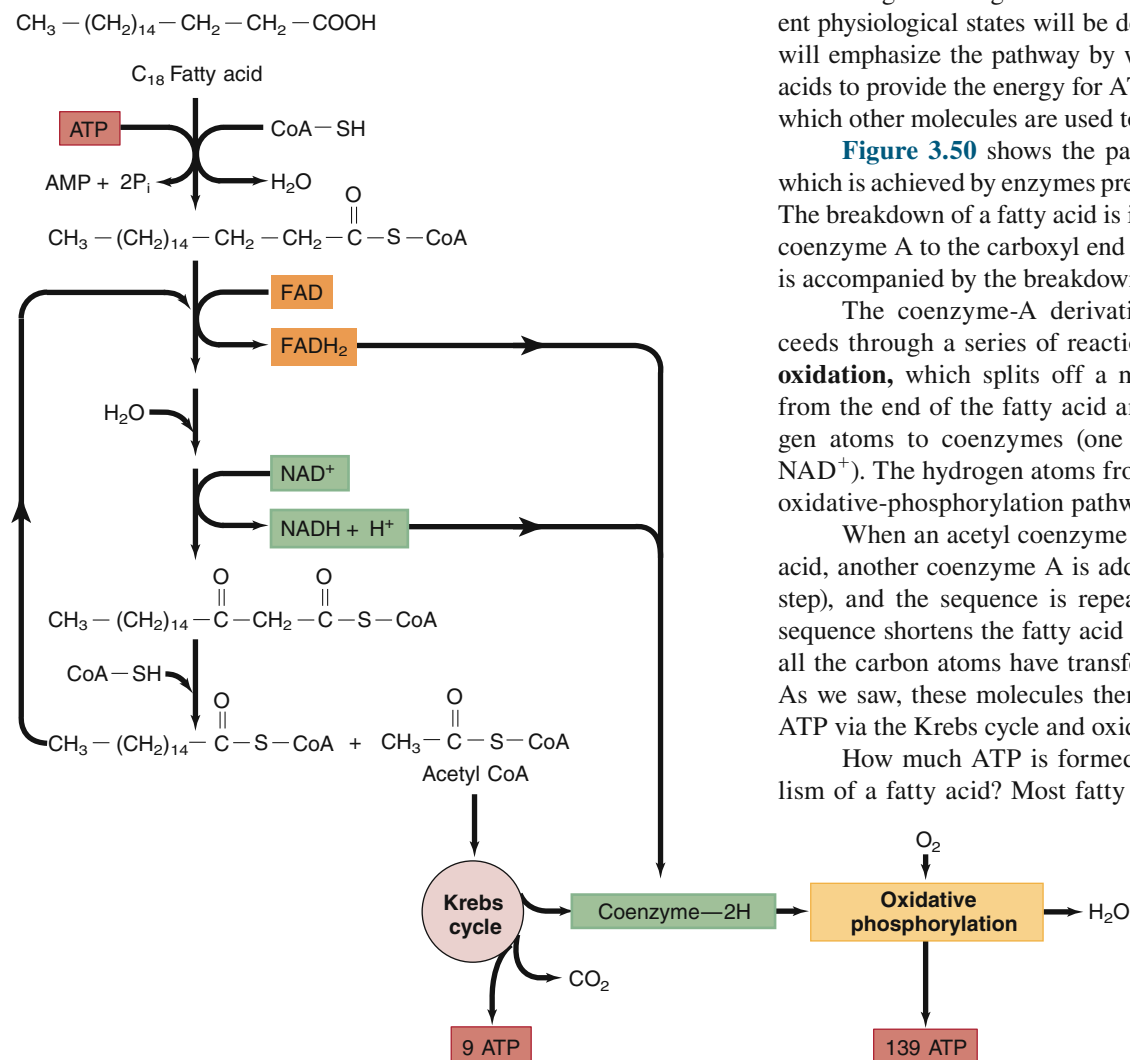 CH₃ — (CH₂)₁₄ — CH₂ — CH₂ — COOH
C₁₈ Fatty acid
ATP
CoA — SH
AMP + 2Pᵢ
H₂O
O
CH₃ — (CH₂)₁₄ — CH₂ — CH₂ — C — S — CoA
FAD
FADH₂
H₂O
NAD⁺
NADH + H⁺
O O
CH₃ — (CH₂)₁₄ — C — CH₂ — C — S — CoA
CoA — SH
O O
CH₃ — (CH₂)₁₄ — C — S — CoA + CH₃ — C — S — CoA
Acetyl CoA
Krebs
cycle
Coenzyme—2H
O₂
Oxidative
phosphorylation
H₂O
CO₂
9 ATP
139 ATP
ent physiological states will be de
will emphasize the pathway by w
acids to provide the energy for AT
which other molecules are used to
Figure 3.50 shows the pa
which is achieved by enzymes pre
The breakdown of a fatty acid is i
coenzyme A to the carboxyl end
is accompanied by the breakdown
The coenzyme-A derivati
ceeds through a series of reactio
oxidation, which splits off a m
from the end of the fatty acid an
gen atoms to coenzymes (one
NAD⁺). The hydrogen atoms from
oxidative-phosphorylation pathw
When an acetyl coenzyme
acid, another coenzyme A is add
step), and the sequence is repea
sequence shortens the fatty acid
all the carbon atoms have transfe
As we saw, these molecules then
ATP via the Krebs cycle and oxid
How much ATP is formed
lism of a fatty acid? Most fatty